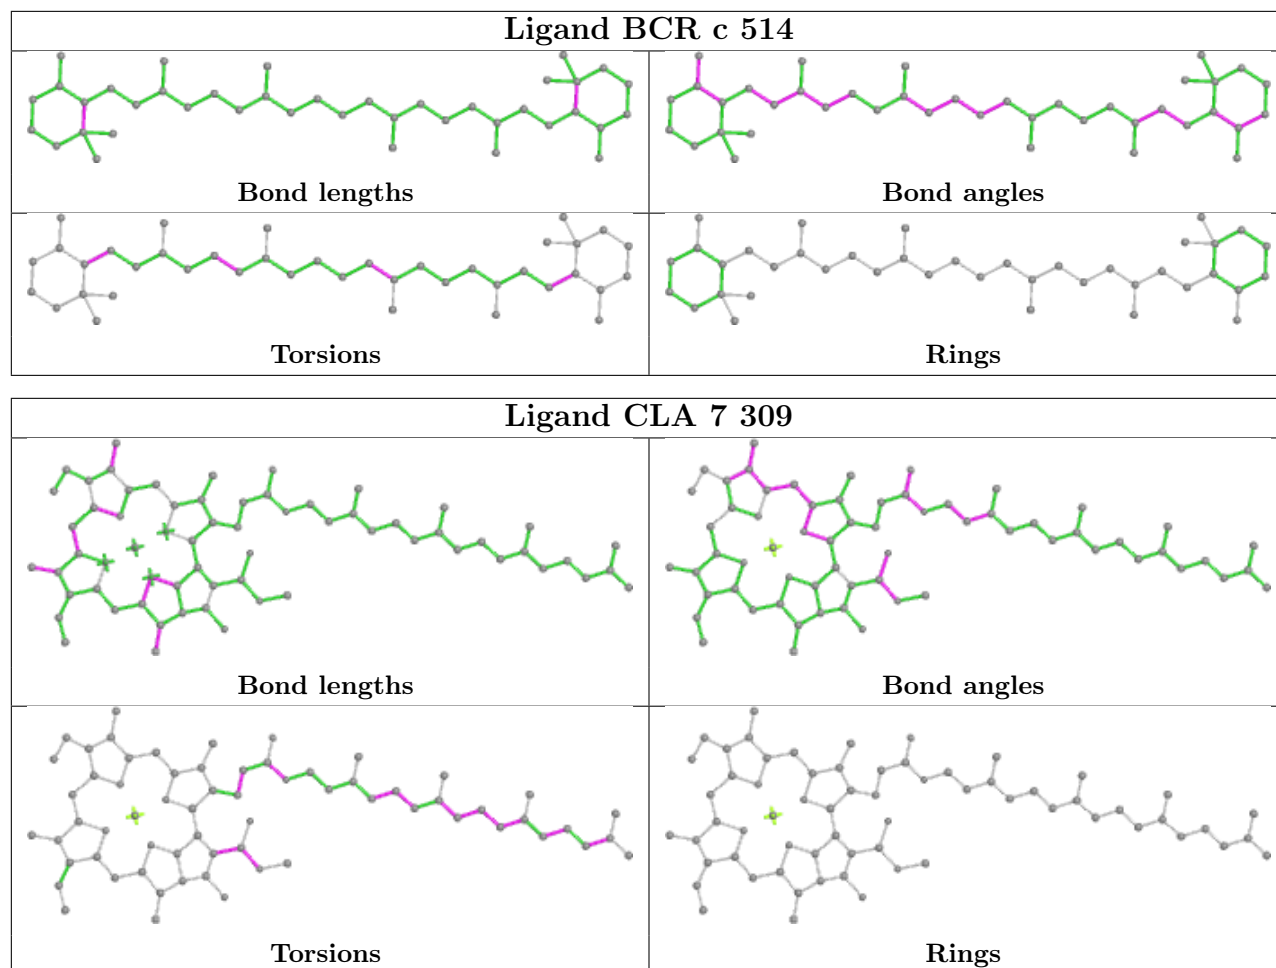 Ligand BCR c 514
Bond lengths
Bond angles
Torsions
Rings
Ligand CLA 7 309
Bond lengths
Bond angles
Torsions
Rings